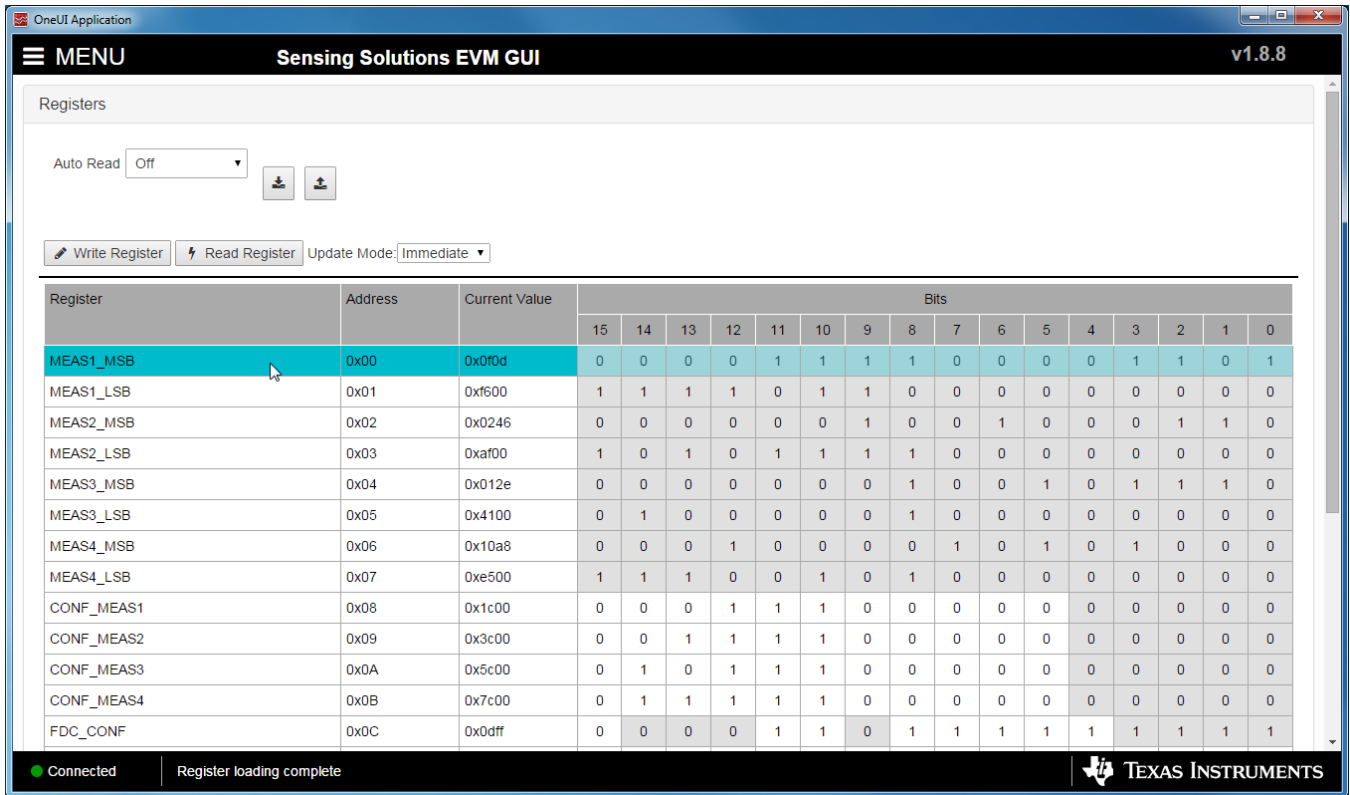 OneUI Application
MENU Sensing Solutions EVM GUI v1.8.8
Registers
Auto Read Off
Write Register Read Register Update Mode: Immediate
Register Address Current Value Bits
15 14 13 12 11 10 9 8 7 6 5 4 3 2 1 0
MEAS1_MSB 0x00 0x0f0d 0 0 0 0 1 1 1 1 0 0 0 0 1 1 0 1
MEAS1_LSB 0x01 0xf600 1 1 1 1 0 1 1 0 0 0 0 0 0 0 0 0
MEAS2_MSB 0x02 0x0246 0 0 0 0 0 0 1 0 0 1 0 0 0 1 1 0
MEAS2_LSB 0x03 0xaf00 1 0 1 0 1 1 1 1 0 0 0 0 0 0 0 0
MEAS3_MSB 0x04 0x012e 0 0 0 0 0 0 0 1 0 0 1 0 1 1 1 0
MEAS3_LSB 0x05 0x4100 0 1 0 0 0 0 0 1 0 0 0 0 0 0 0 0
MEAS4_MSB 0x06 0x10a8 0 0 0 1 0 0 0 0 1 0 1 0 1 0 0 0
MEAS4_LSB 0x07 0xe500 1 1 1 0 0 1 0 1 0 0 0 0 0 0 0 0
CONF_MEAS1 0x08 0x1c00 0 0 0 1 1 1 0 0 0 0 0 0 0 0 0 0
CONF_MEAS2 0x09 0x3c00 0 0 1 1 1 1 0 0 0 0 0 0 0 0 0 0
CONF_MEAS3 0x0A 0x5c00 0 1 0 1 1 1 0 0 0 0 0 0 0 0 0 0
CONF_MEAS4 0x0B 0x7c00 0 1 1 1 1 1 0 0 0 0 0 0 0 0 0 0
FDC_CONF 0x0C 0x0dff 0 0 0 0 1 1 0 1 1 1 1 1 1 1 1 1
Connected Register loading complete TEXAS INSTRUMENTS